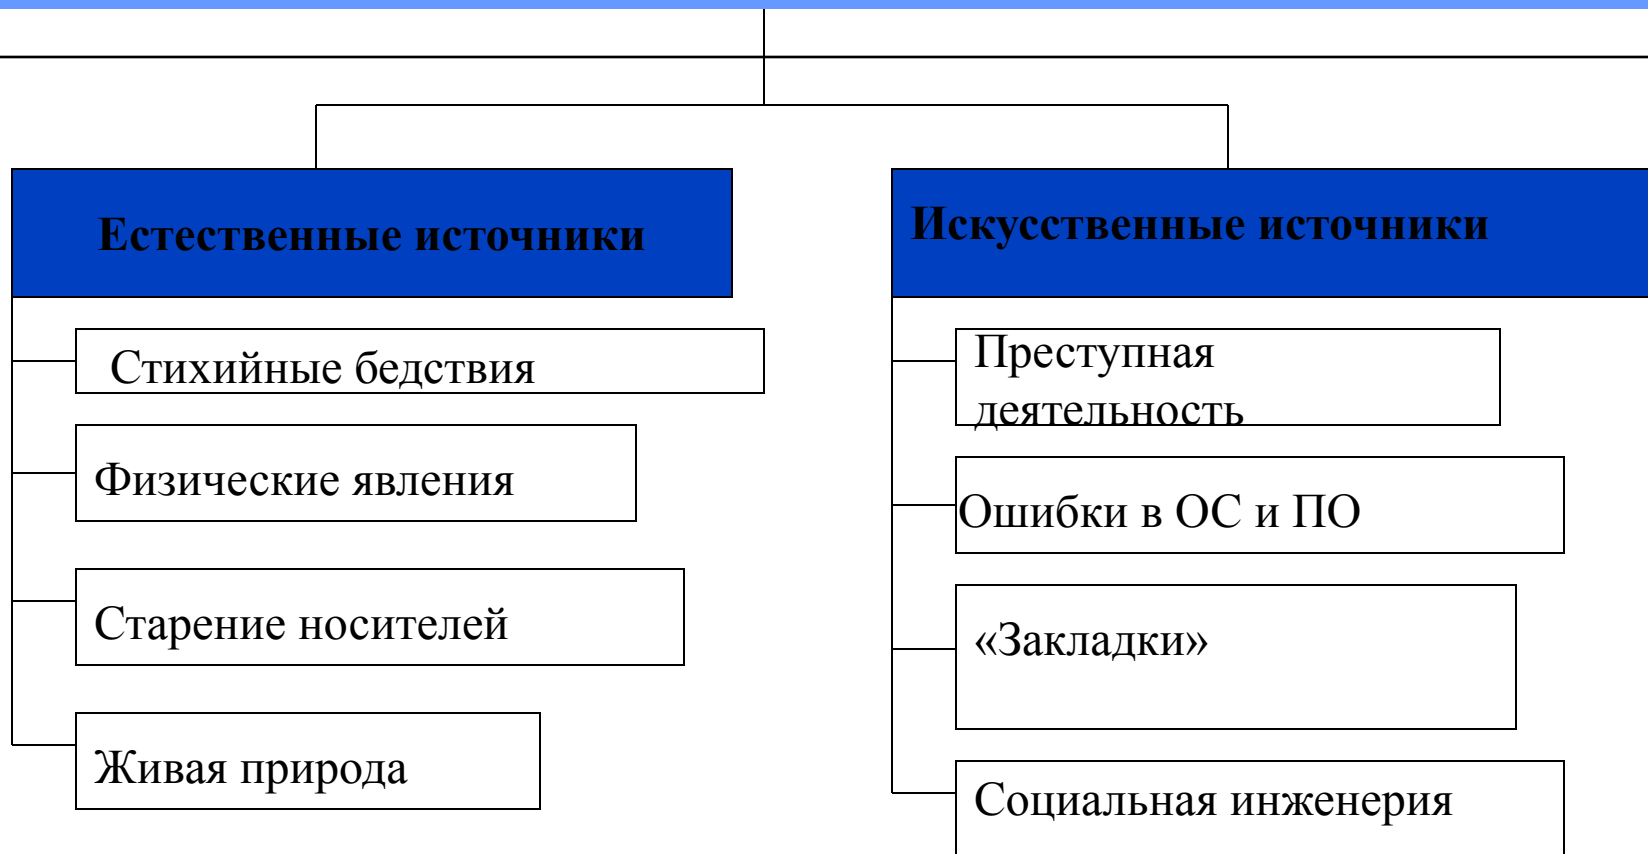 Естественные источники
Стихийные бедствия
Физические явления
Старение носителей
Живая природа
Искусственные источники
Преступная
деятельность
Ошибки в ОС и ПО
«Закладки»
Социальная инженерия